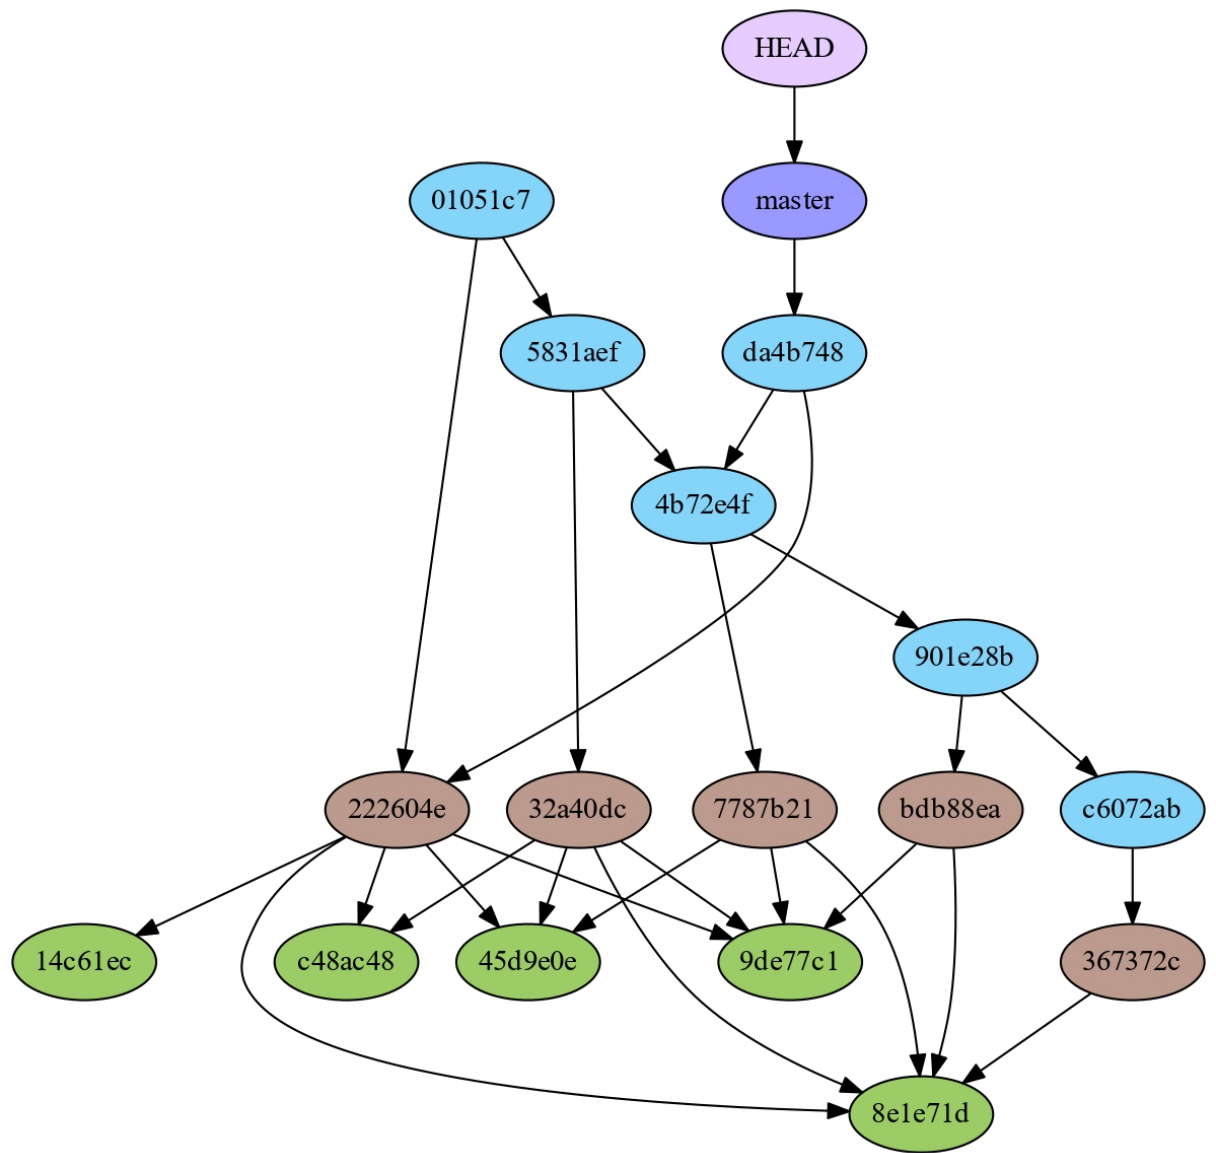 HEAD
01051c7
master
5831aef
da4b748
4b72e4f
901e28b
222604e
32a40dc
7787b21
bdb88ea
c6072ab
14c61ec
c48ac48
45d9e0e
9de77c1
367372c
8e1e71d